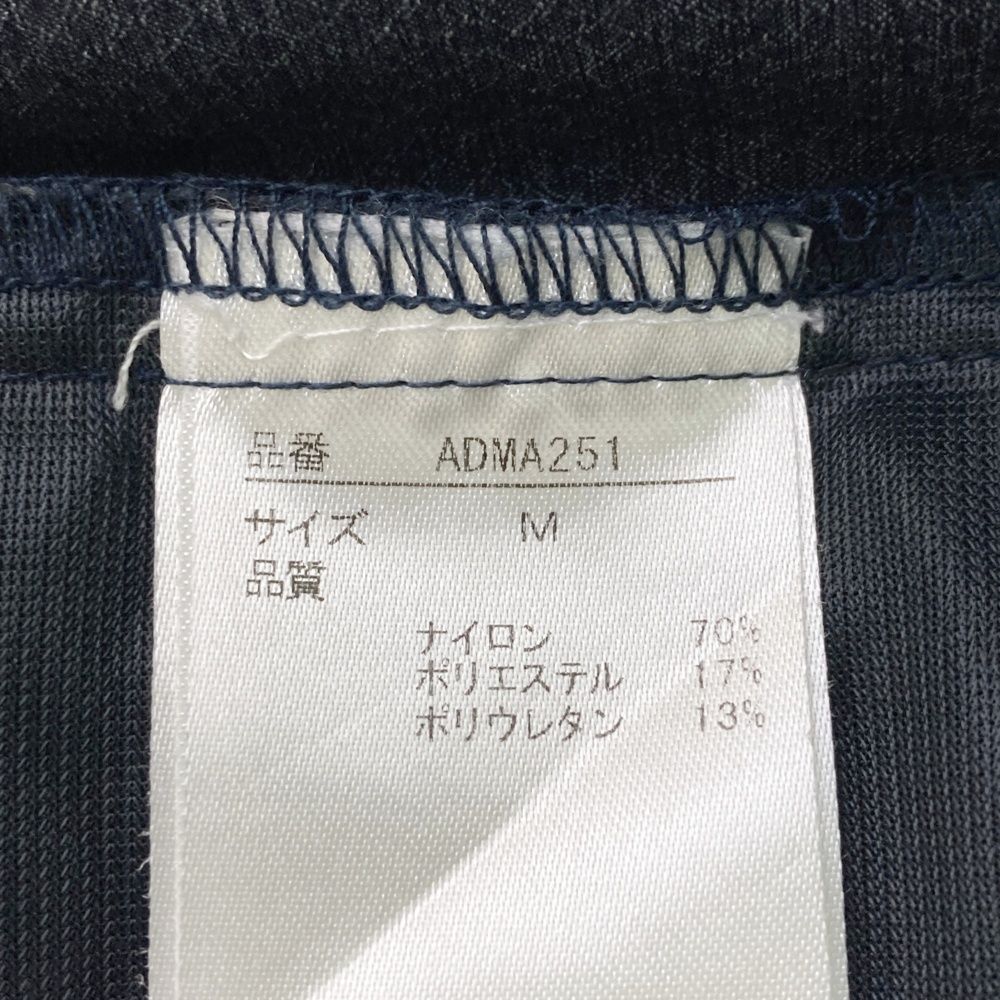 品番 ADMA251
サイズ M
品質
ナイロン 70%
ポリエステル 17%
ポリウレタン 13%